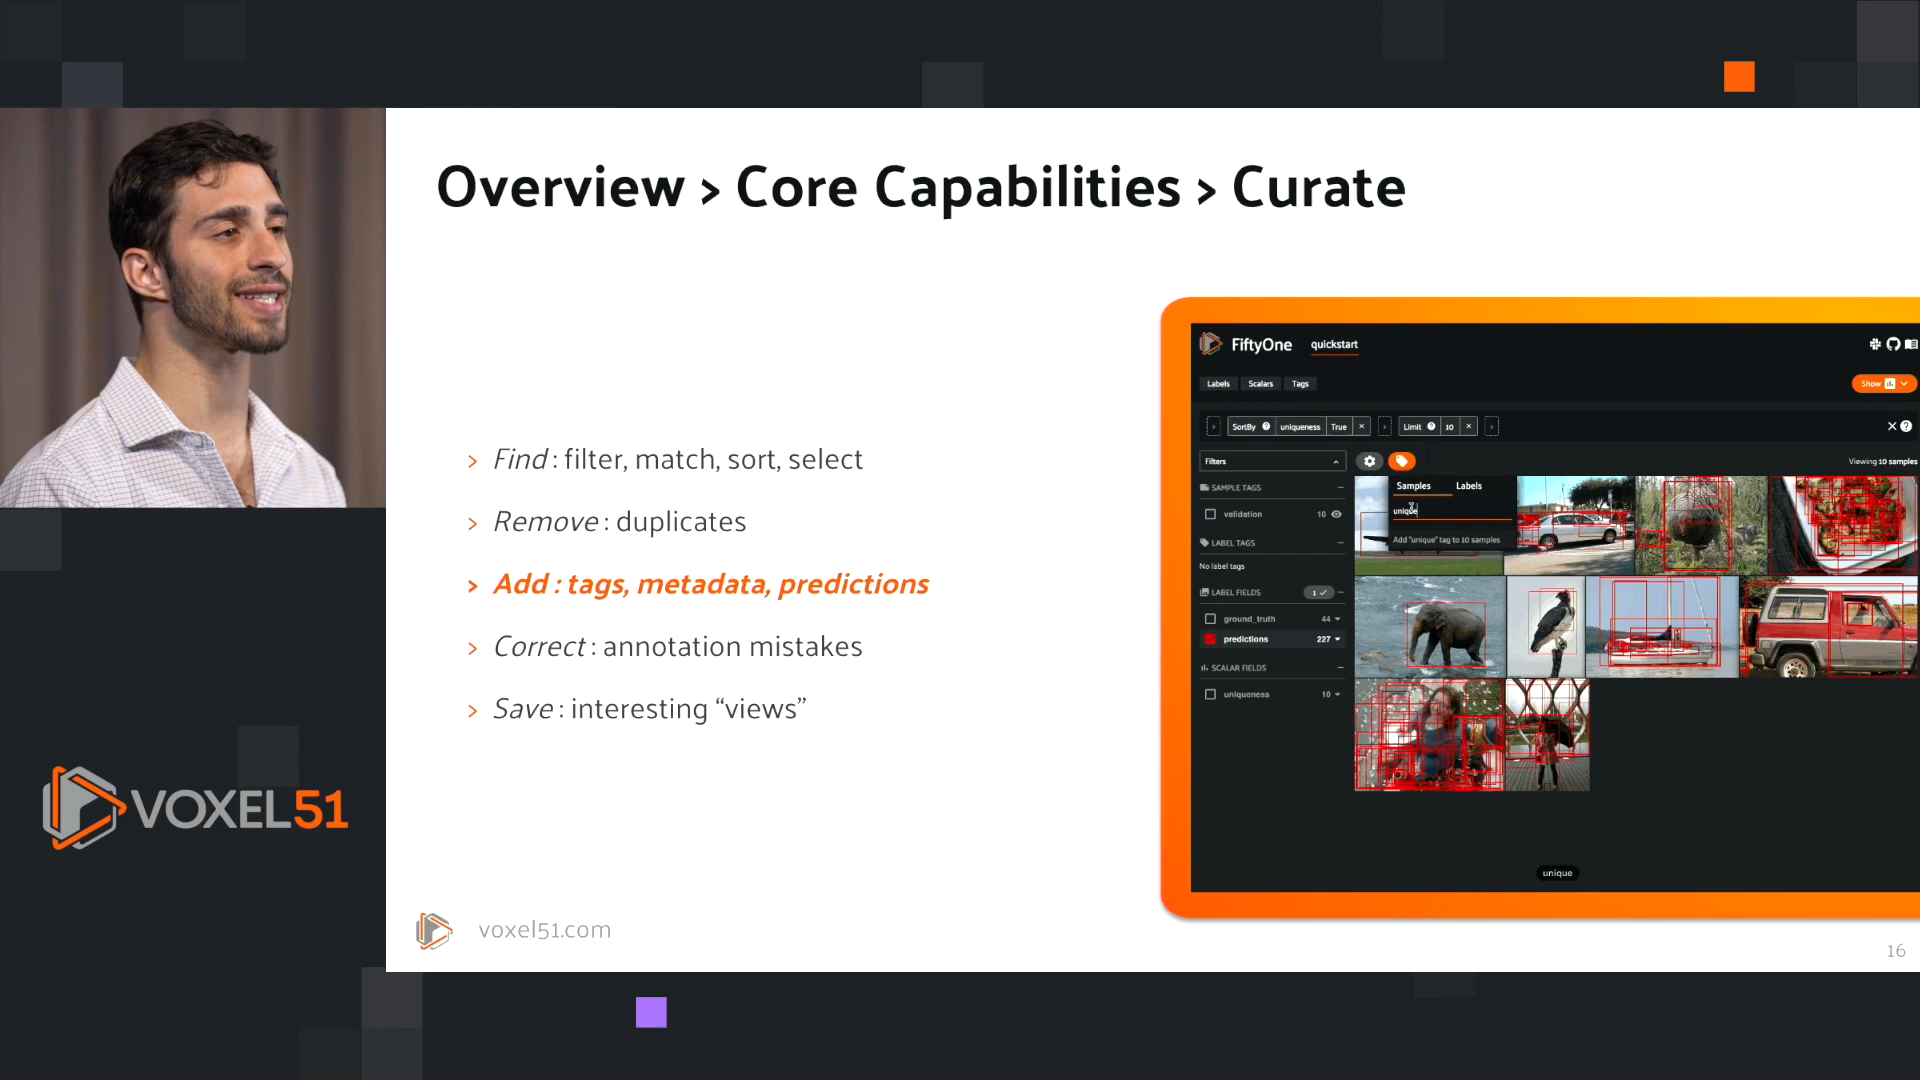 Overview > Core Capabilities > Curate
> Find : filter, match, sort, select
> Remove : duplicates
> Add : tags, metadata, predictions
> Correct : annotation mistakes
> Save : interesting “views”
FiftyOne quickstart
Labels Scalars Tags
Show
> SortBy ? uniqueness True × > Limit ? 10 × >
× ?
Filters
Viewing 10 samples
SAMPLE TAGS
validation 10
LABEL TAGS
No label tags
LABEL FIELDS 1 ✓
ground_truth 44
predictions 227
SCALAR FIELDS
uniqueness 10
Samples Labels
unique
Add "unique" tag to 10 samples
unique
VOXEL51
voxel51.com
16